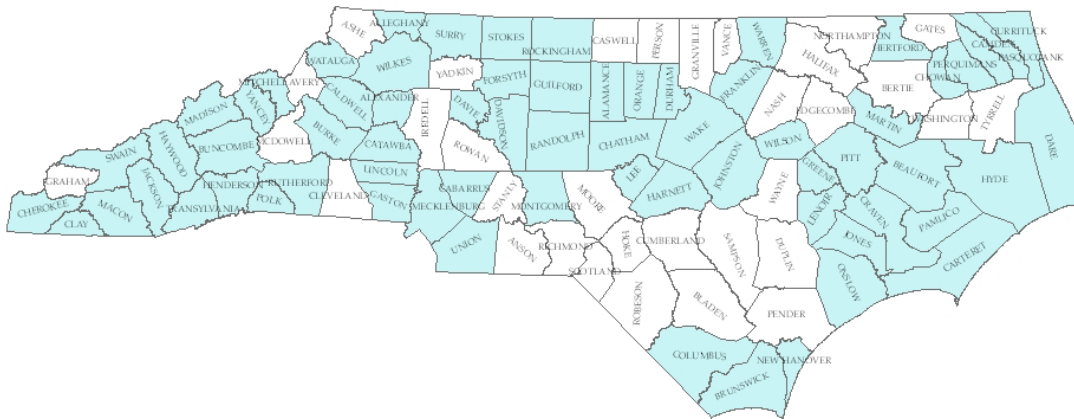 ASHE
ALLEGHANY
SURRY
STOKES
ROCKINGHAM
CASWELL
PERSON
GRANVILLE
VANCE
WARREN
NORTHAMPTON
GATES
HERTFORD
CURRITUCK
CAMDEN
PASQUOTANK
PERQUIMANS
CHOWAN
HALIFAX
BERTIE
WATAUGA
WILKES
YADKIN
FORSYTH
GUILFORD
ALAMANCE
ORANGE
DURHAM
FRANKLIN
NASH
EDGECOMBE
MARTIN
WASHINGTON
TYRRELL
DARE
MITCHELL
AVERY
YANCEY
MADISON
CALDWELL
ALEXANDER
IREDELL
DAVIE
DAVIDSON
RANDOLPH
CHATHAM
WAKE
WILSON
PITT
BEAUFORT
HYDE
MCDOWELL
BURKE
CATAWBA
ROWAN
BUNCOMBE
HAYWOOD
SWAIN
GRAHAM
CHEROKEE
CLAY
MACON
JACKSON
TRANSYLVANIA
HENDERSON
POLK
RUTHERFORD
CLEVELAND
LINCOLN
GASTON
MECKLENBURG
CABARRUS
STANLY
MONTGOMERY
MOORE
LEE
HARNETT
JOHNSTON
WAYNE
GREENE
LENOIR
CRAVEN
JONES
PAMLICO
CARTERET
ONSLOW
UNION
ANSON
RICHMOND
SCOTLAND
HOKE
CUMBERLAND
SAMPSON
DUPLIN
ROBESON
BLADEN
PENDER
COLUMBUS
BRUNSWICK
NEW HANOVER